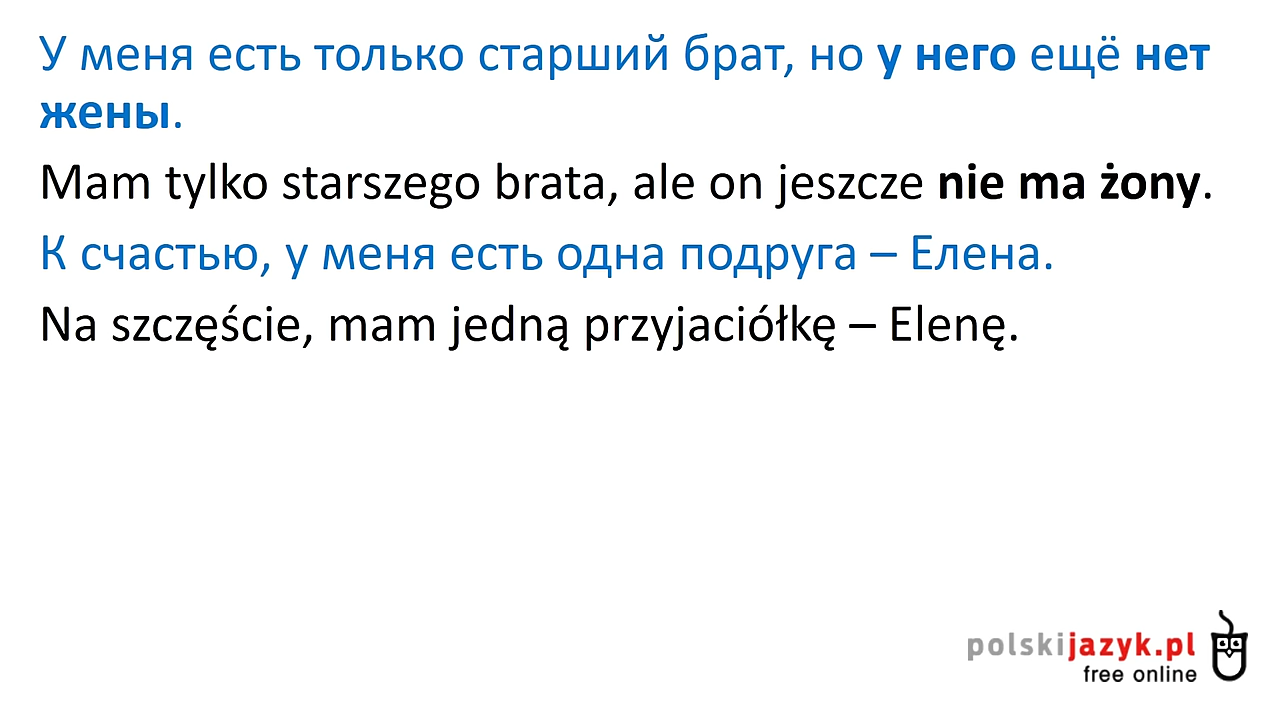 У меня есть только старший брат, но у него ещё нет
жены.
Mam tylko starszego brata, ale on jeszcze nie ma żony.
К счастью, у меня есть одна подруга – Елена.
Na szczęście, mam jedną przyjaciółkę – Elenę.
polskijazyk.pl
free online